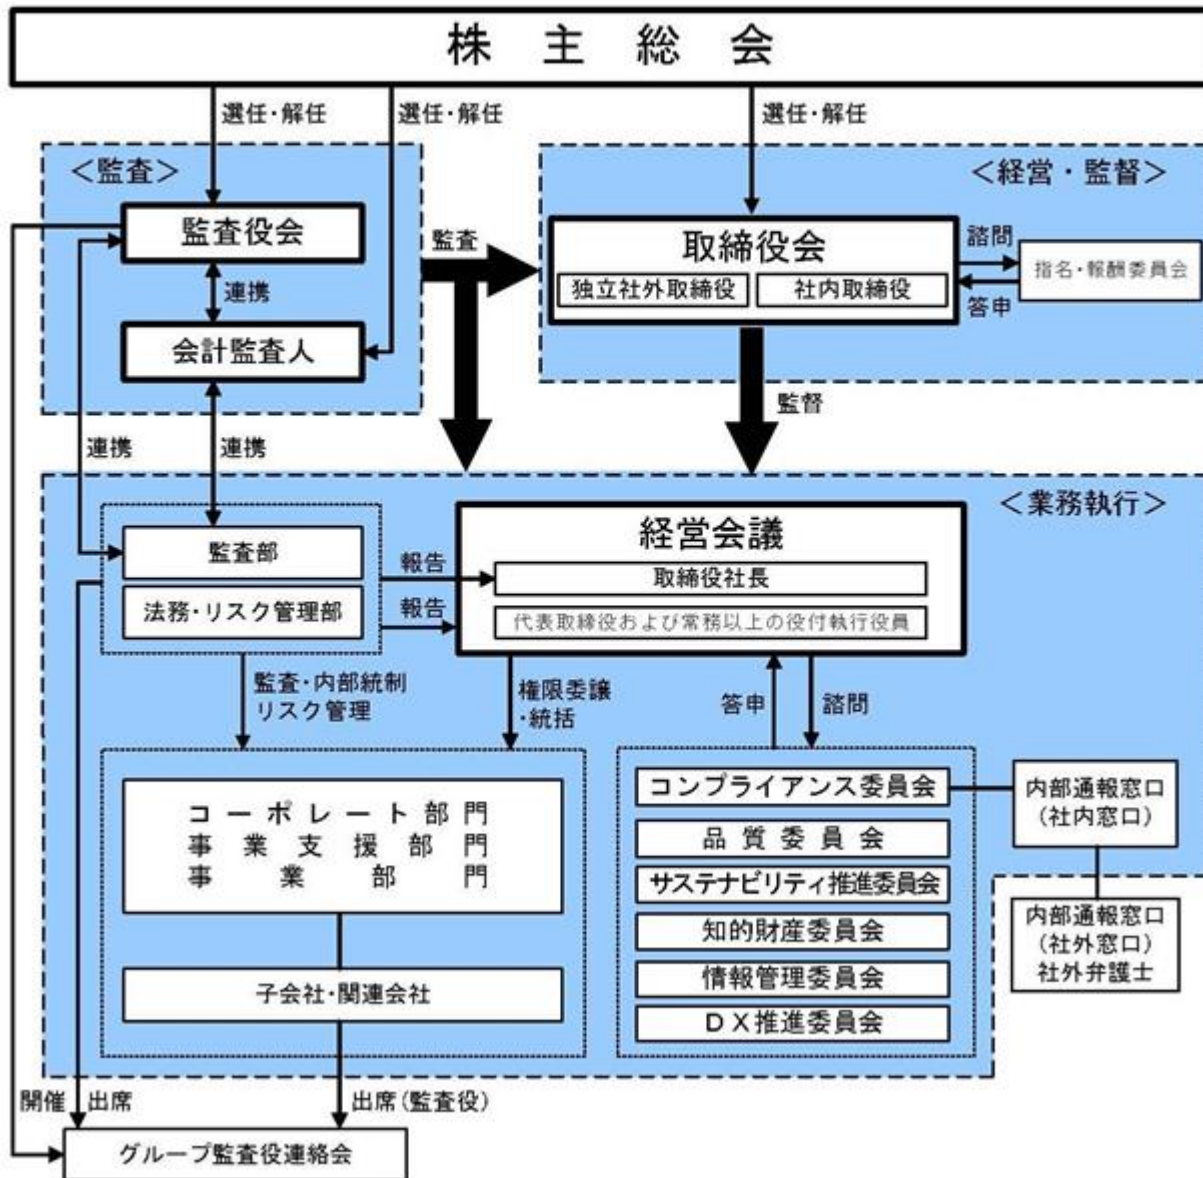 株主総会
選任・解任
選任・解任
選任・解任
＜監査＞
監査役会
連携
会計監査人
監査
＜経営・監督＞
取締役会
独立社外取締役
社内取締役
諮問
答申
指名・報酬委員会
連携
連携
監督
＜業務執行＞
監査部
法務・リスク管理部
報告
報告
経営会議
取締役社長
代表取締役および常務以上の役付執行役員
監査・内部統制
リスク管理
権限委譲
・統括
答申
諮問
コーポレート部門
事業支援部門
事業部門
子会社・関連会社
コンプライアンス委員会
品質委員会
サステナビリティ推進委員会
知的財産委員会
情報管理委員会
ＤＸ推進委員会
内部通報窓口
（社内窓口）
内部通報窓口
（社外窓口）
社外弁護士
開催
出席
出席（監査役）
グループ監査役連絡会